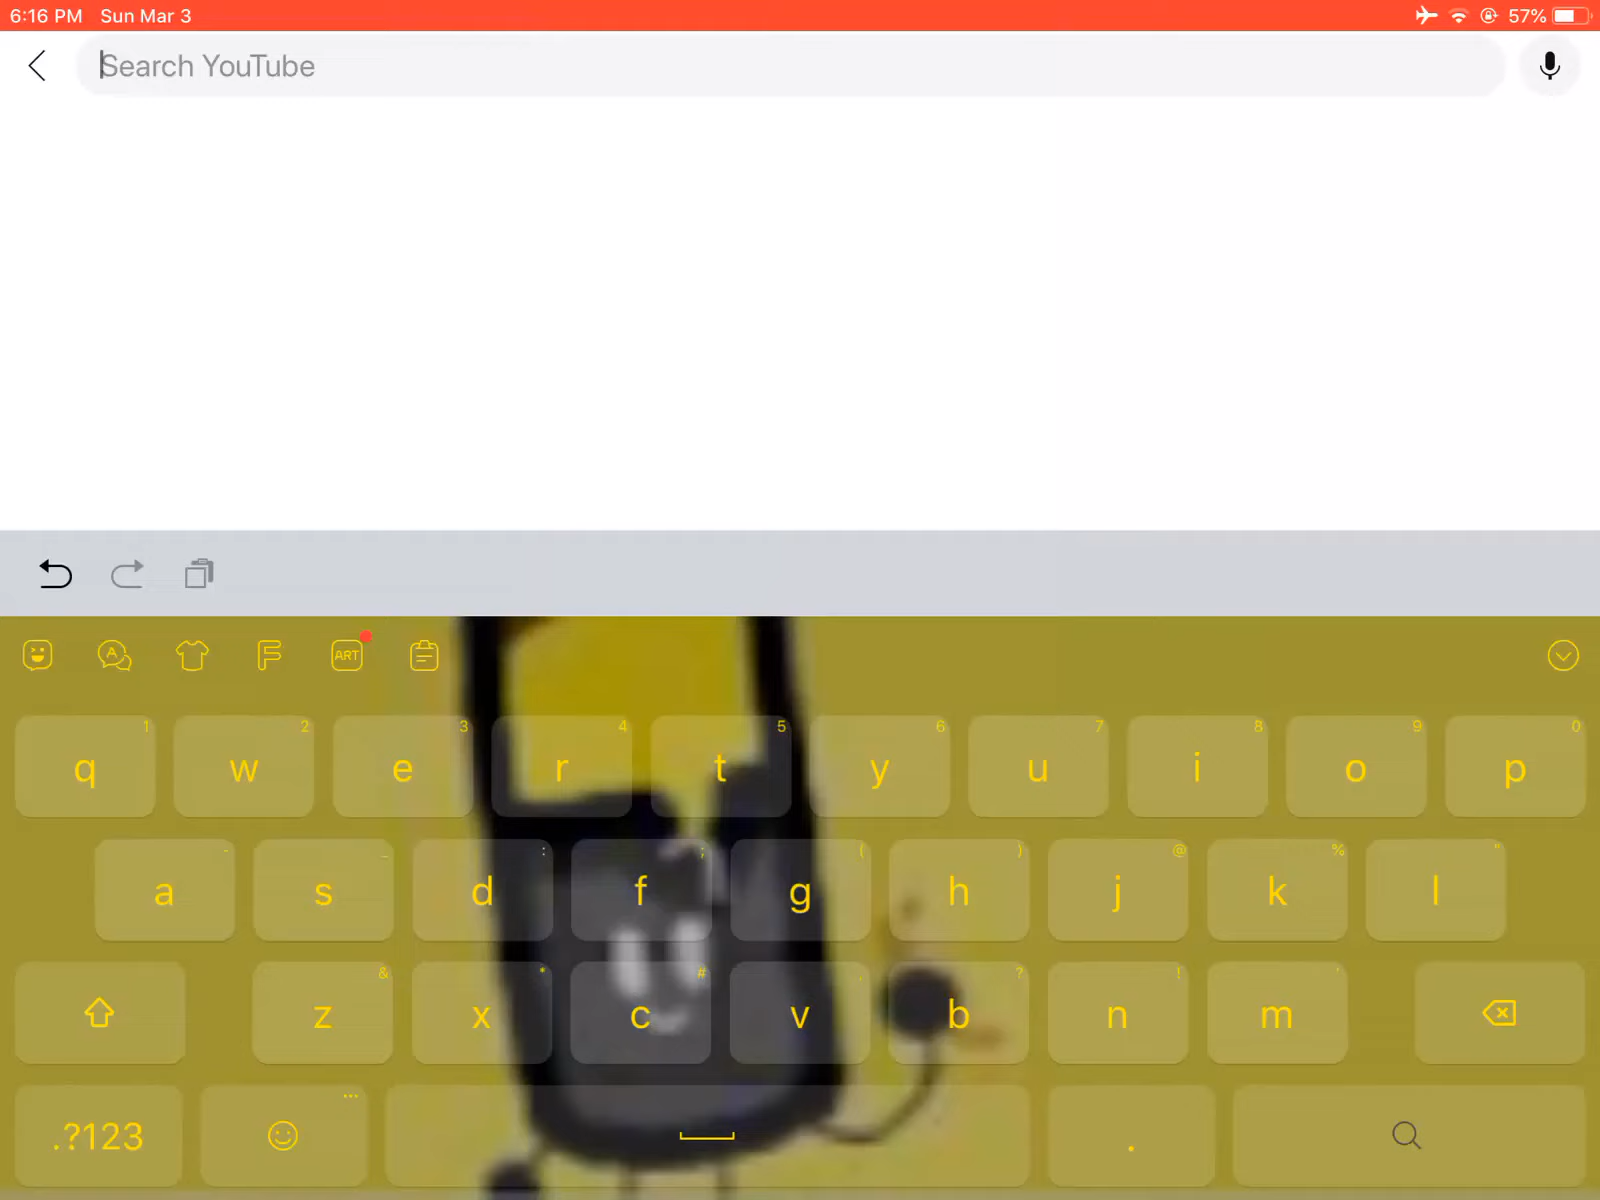 6:16 PM Sun Mar 3 57%
Search YouTube
A F ART
1 2 3 4 5 6 7 8 9 0
q w e r t y u i o p
- _ : ; ( ) @ % "
a s d f g h j k l
& * # , ? ! '
z x c v b n m
...
.?123 .